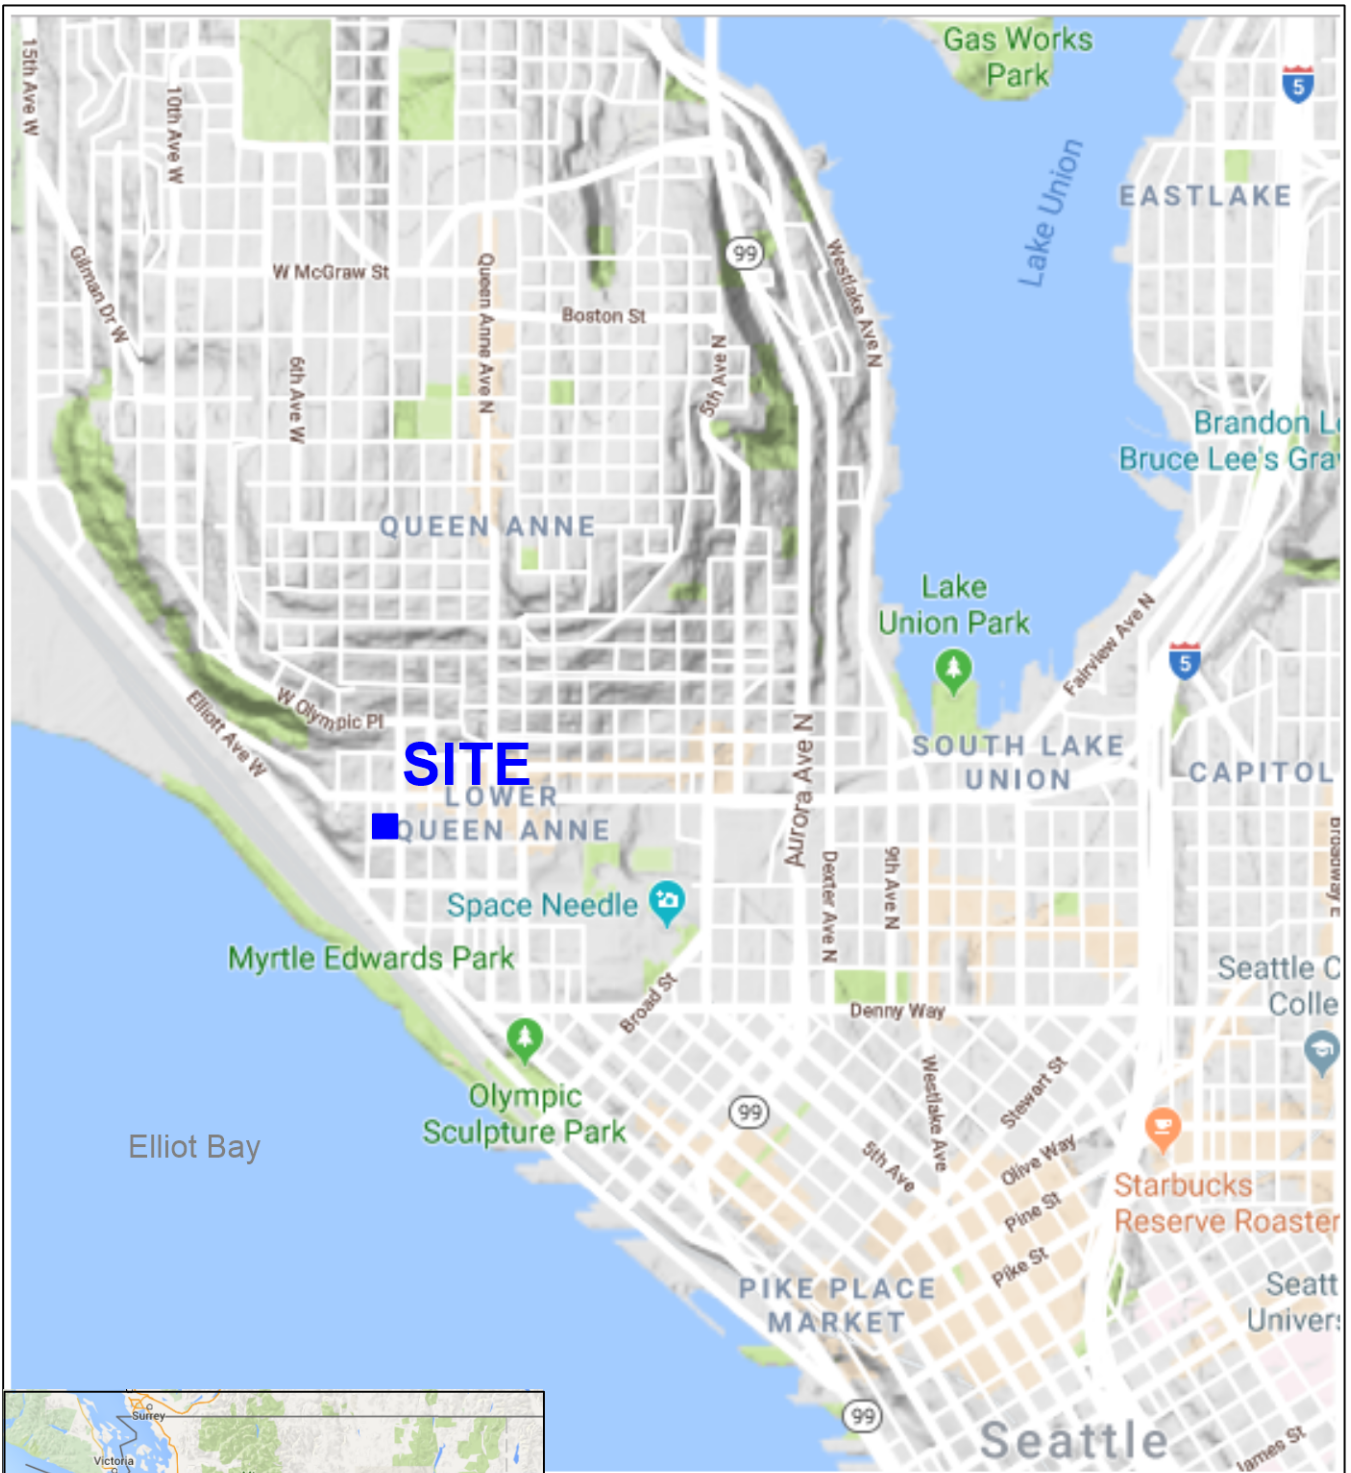 Gas Works
Park
5
15th Ave W
10th Ave W
Lake Union
EASTLAKE
99
Westlake Ave N
Gilman Dr W
W McGraw St
Queen Anne Ave N
Boston St
5th Ave N
6th Ave W
Brandon L
Bruce Lee's Gra
QUEEN ANNE
Lake
Union Park
Fairview Ave N
5
W Olympic Pl
Elliott Ave W
SITE
LOWER
QUEEN ANNE
Aurora Ave N
SOUTH LAKE
UNION
CAPITOL
Broadway E
Dexter Ave N
9th Ave N
Space Needle
Myrtle Edwards Park
Broad St
Denny Way
Seattle C
Colle
Olympic
Sculpture Park
99
Westlake Ave
Stewart St
5th Ave
Olive Way
Pine St
Pike St
Starbucks
Reserve Roaster
Elliot Bay
PIKE PLACE
MARKET
Seatt
Univers
99
Seattle
James St
Surrey
Victoria